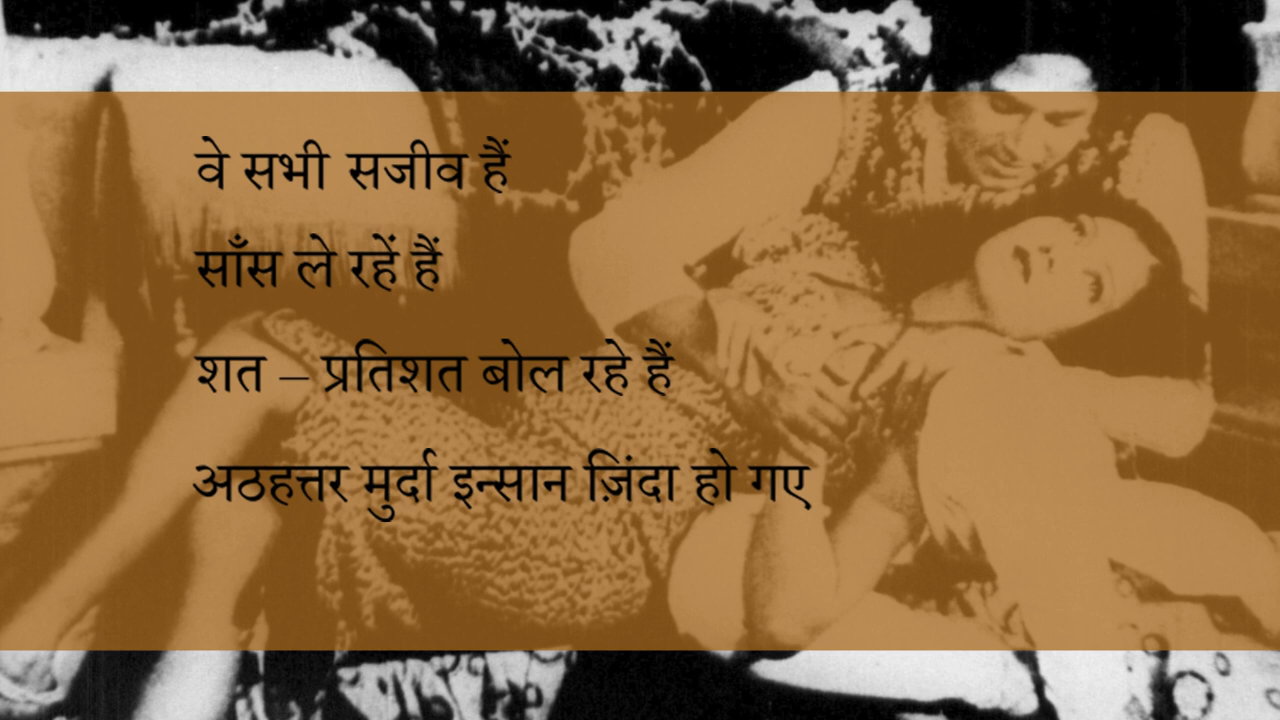 वे सभी सजीव हैं
साँस ले रहें हैं
शत – प्रतिशत बोल रहे हैं
अठहत्तर मुर्दा इन्सान ज़िंदा हो गए